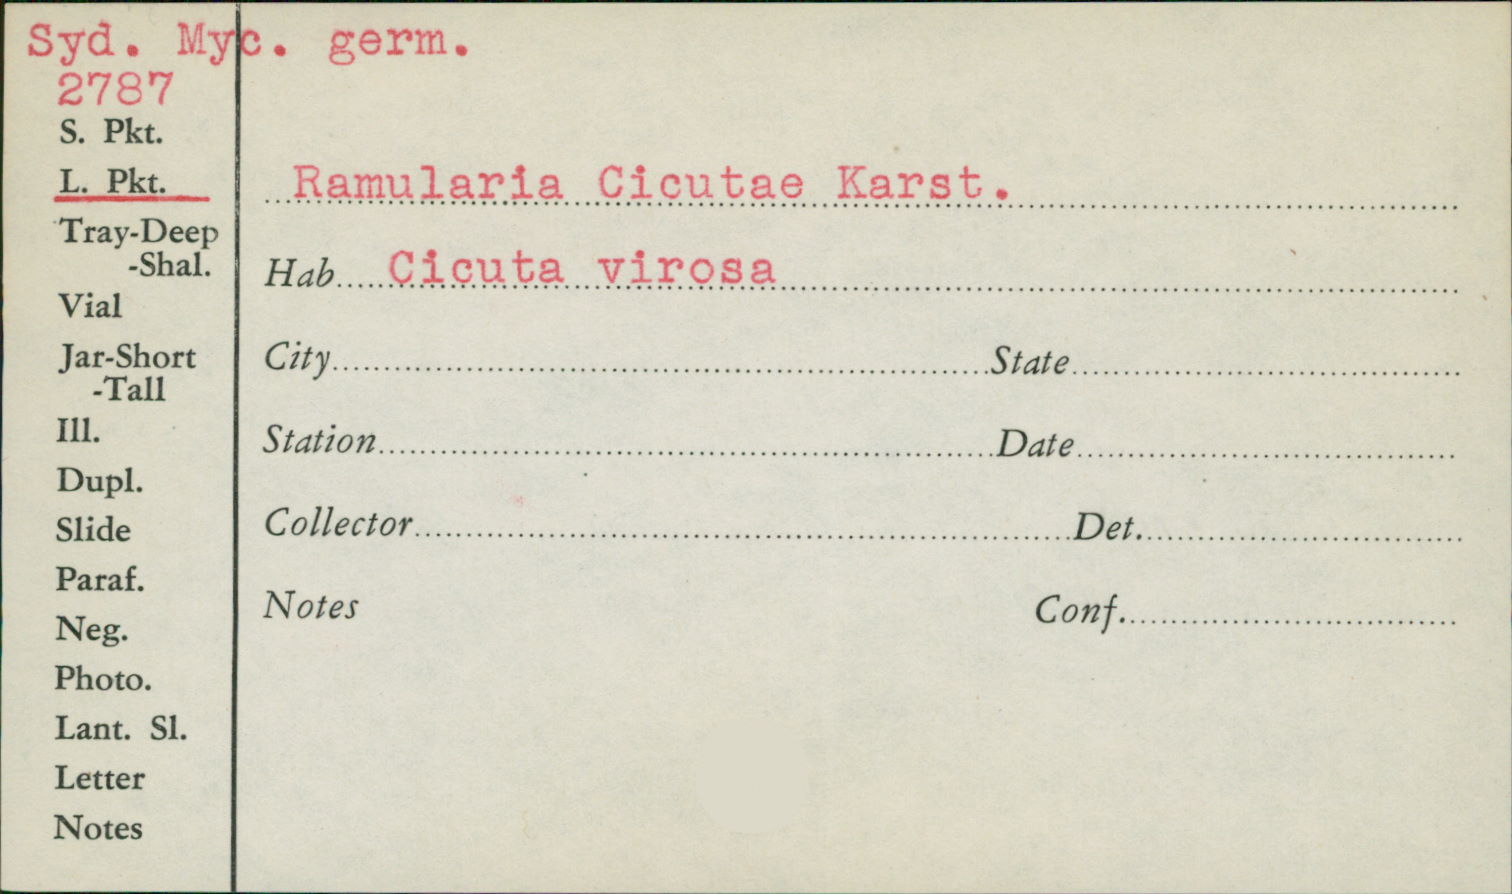 Syd. Myc. germ.
2787
S. Pkt.
L. Pkt.
Tray-Deep
-Shal.
Vial
Jar-Short
-Tall
Ill.
Dupl.
Slide
Paraf.
Neg.
Photo.
Lant. Sl.
Letter
Notes
Ramularia Cicutae Karst.
Hab. Cicuta virosa
City State
Station Date
Collector Det.
Notes Conf.